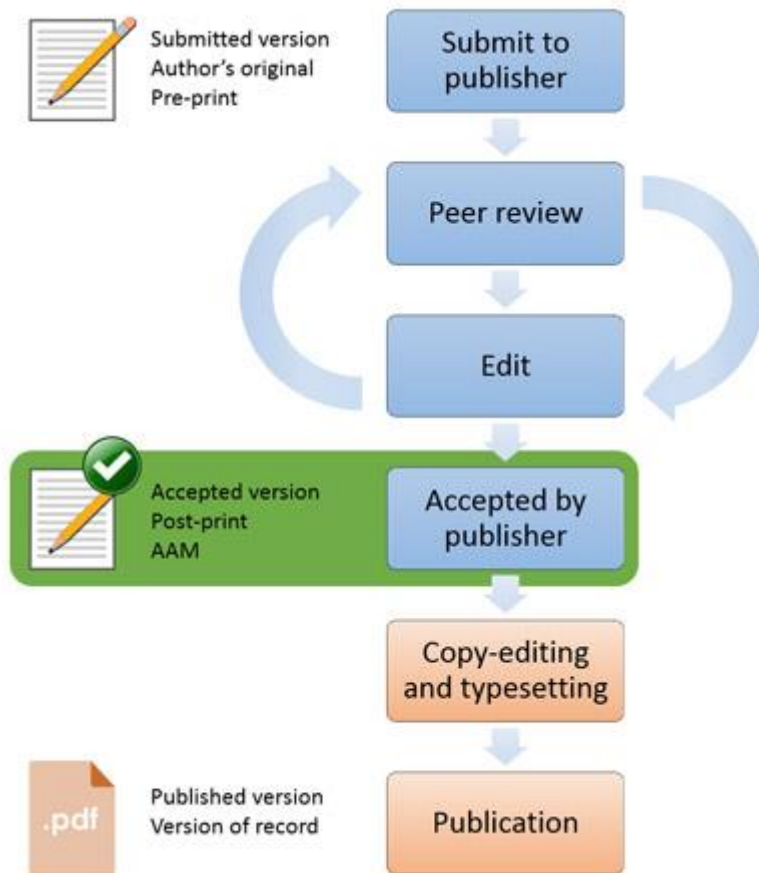 Submitted version
Author's original
Pre-print
Submit to
publisher
Peer review
Edit
Accepted version
Post-print
AAM
Accepted by
publisher
Copy-editing
and typesetting
.pdf
Published version
Version of record
Publication